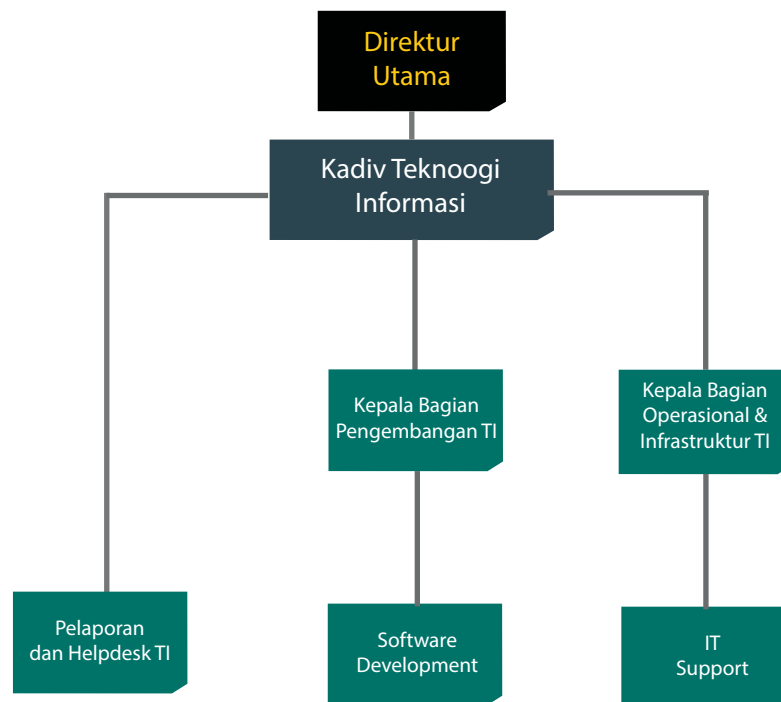 Direktur
Utama
Kadiv Teknoogi
Informasi
Kepala Bagian
Pengembangan TI
Kepala Bagian
Operasional &
Infrastruktur TI
Pelaporan
dan Helpdesk TI
Software
Development
IT
Support